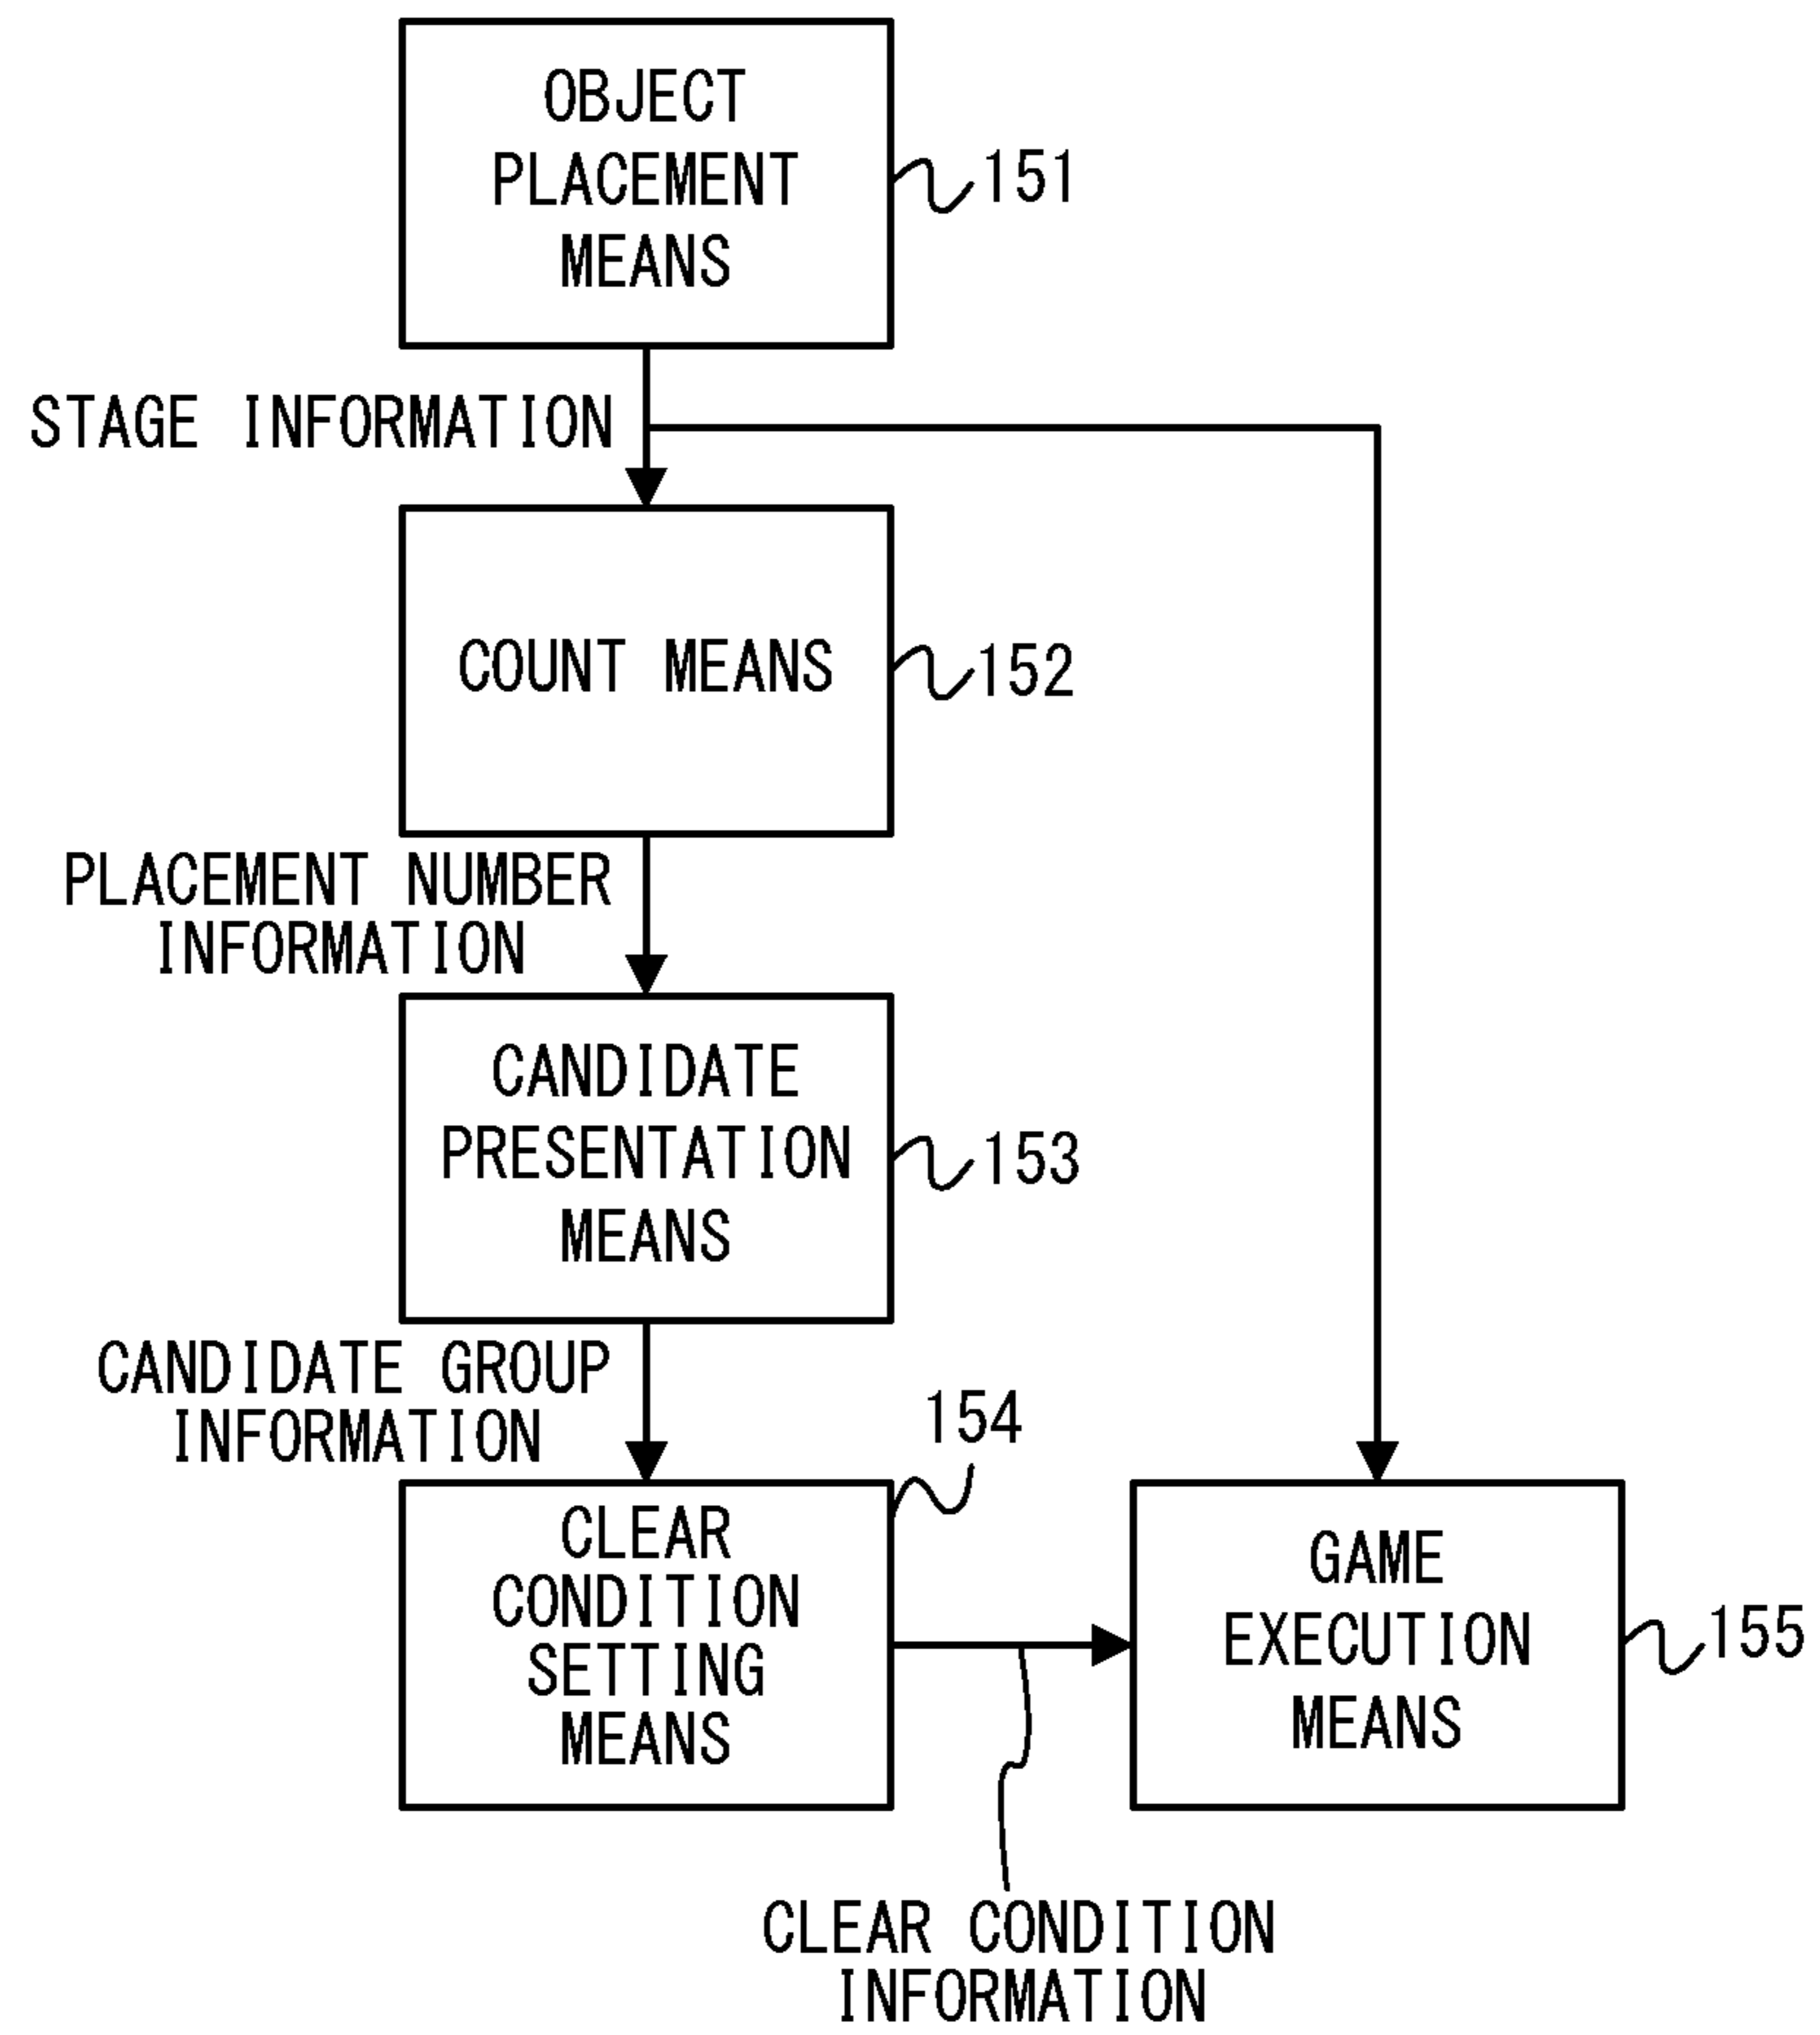 OBJECT
PLACEMENT
MEANS
151
STAGE INFORMATION
COUNT MEANS
152
PLACEMENT NUMBER
INFORMATION
CANDIDATE
PRESENTATION
MEANS
153
CANDIDATE GROUP
INFORMATION
154
CLEAR
CONDITION
SETTING
MEANS
GAME
EXECUTION
MEANS
155
CLEAR CONDITION
INFORMATION